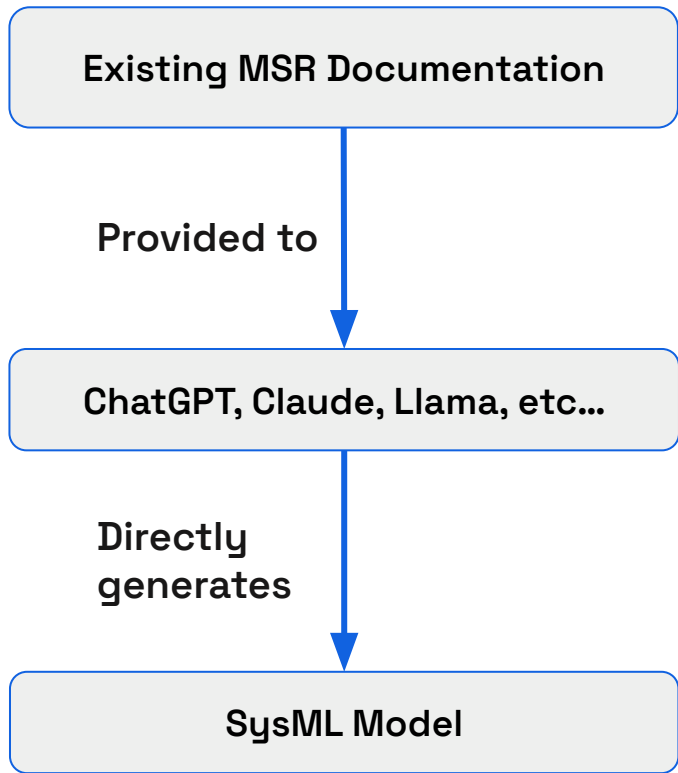 Existing MSR Documentation
Provided to
ChatGPT, Claude, Llama, etc...
Directly
generates
SysML Model